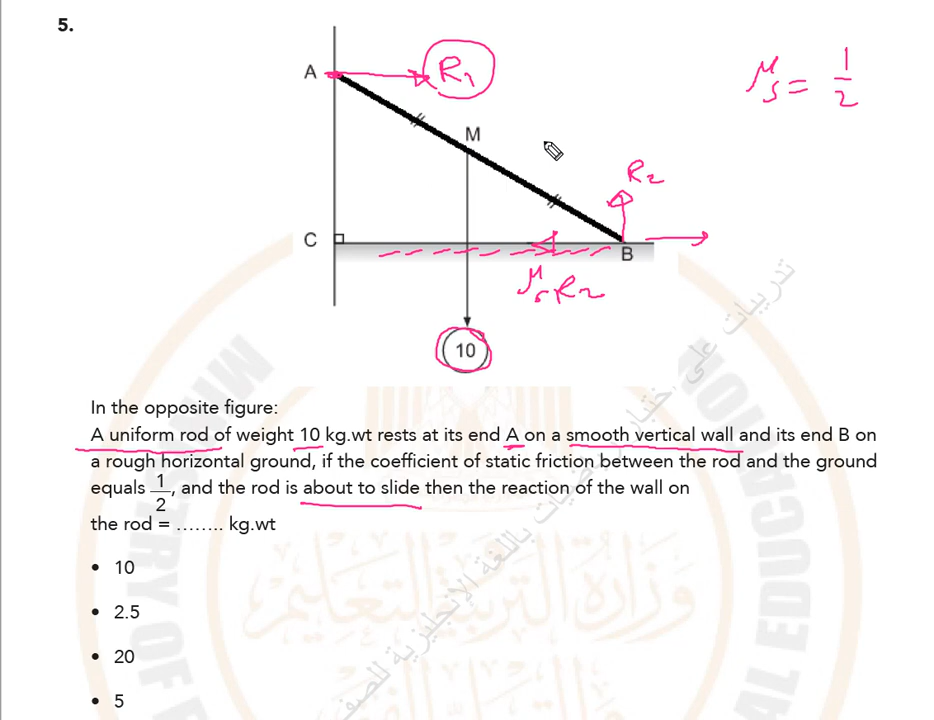 5.
A
R₁
μₛ = 1/2
M
R₂
C
B
μₛR₂
10
In the opposite figure:
A uniform rod of weight 10 kg.wt rests at its end A on a smooth vertical wall and its end B on
a rough horizontal ground, if the coefficient of static friction between the rod and the ground
equals 1/2, and the rod is about to slide then the reaction of the wall on
the rod = ........ kg.wt
• 10
• 2.5
• 20
• 5